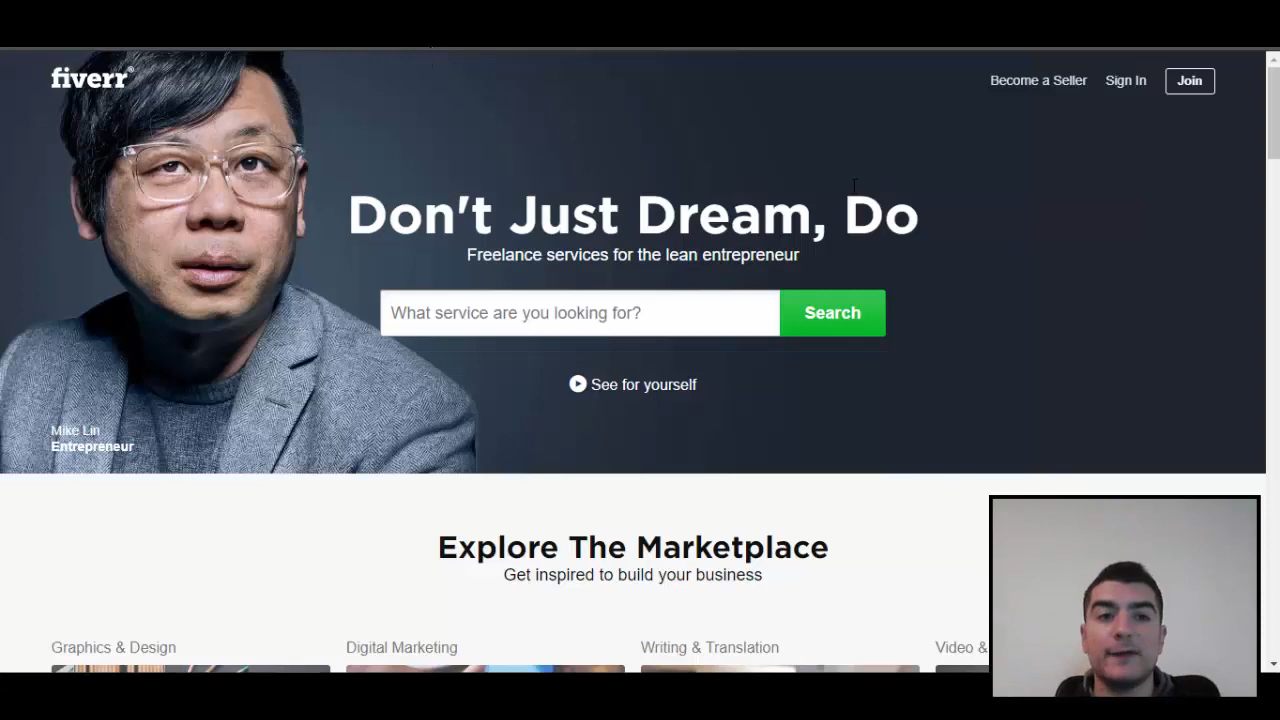 fiverr®
Become a Seller
Sign In
Join
Don't Just Dream, Do
Freelance services for the lean entrepreneur
What service are you looking for?
Search
See for yourself
Mike Lin
Entrepreneur
Explore The Marketplace
Get inspired to build your business
Graphics & Design
Digital Marketing
Writing & Translation
Video &